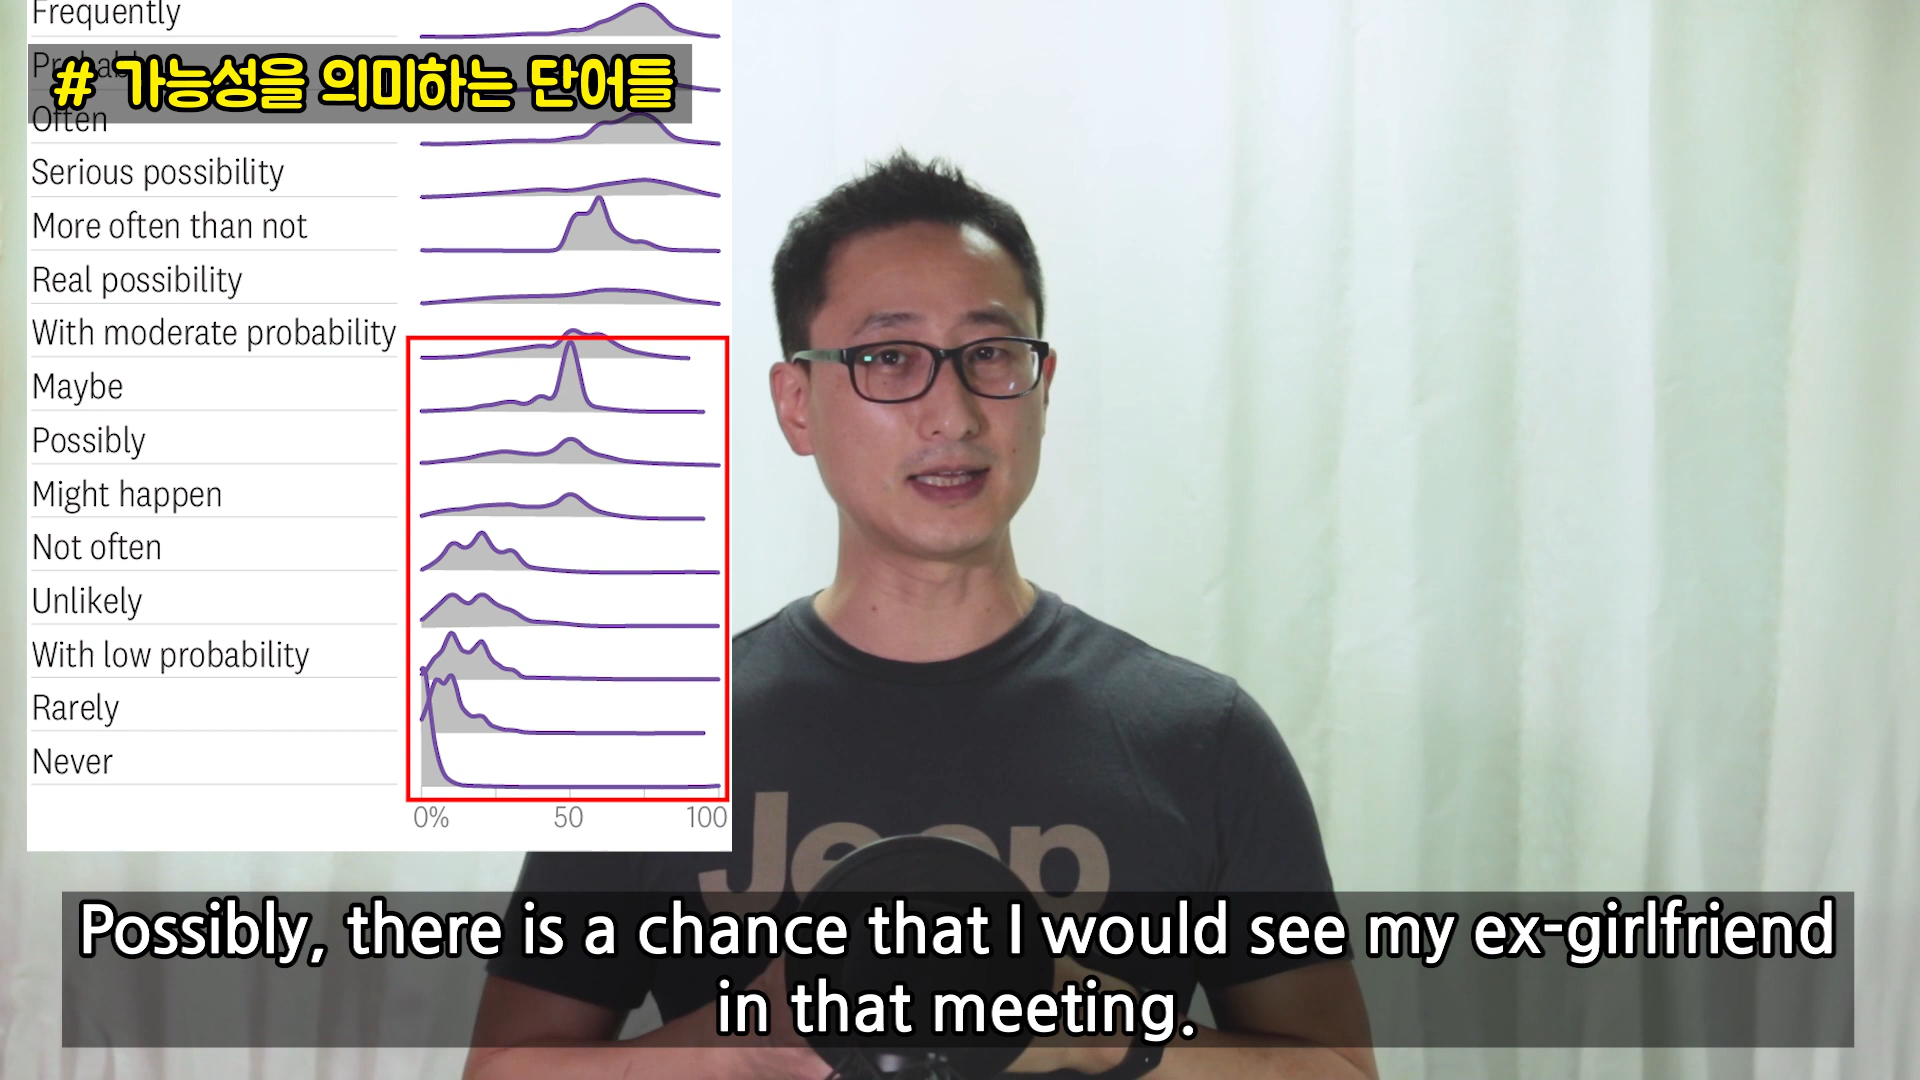 Frequently
# 가능성을 의미하는 단어들
Often
Serious possibility
More often than not
Real possibility
With moderate probability
Maybe
Possibly
Might happen
Not often
Unlikely
With low probability
Rarely
Never
0% 50 100
Jeep
Possibly, there is a chance that I would see my ex-girlfriend
in that meeting.